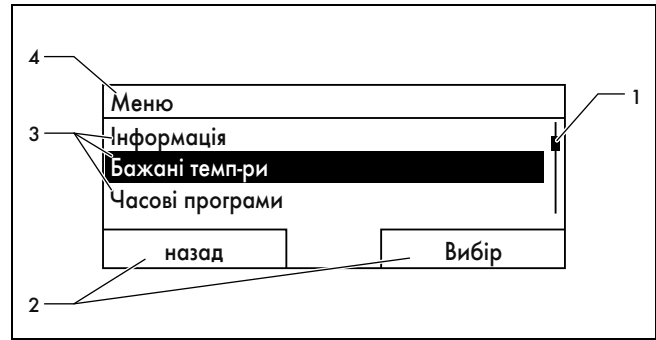 4
Меню
1
3
Інформація
Бажані темп-ри
Часові програми
назад Вибір
2